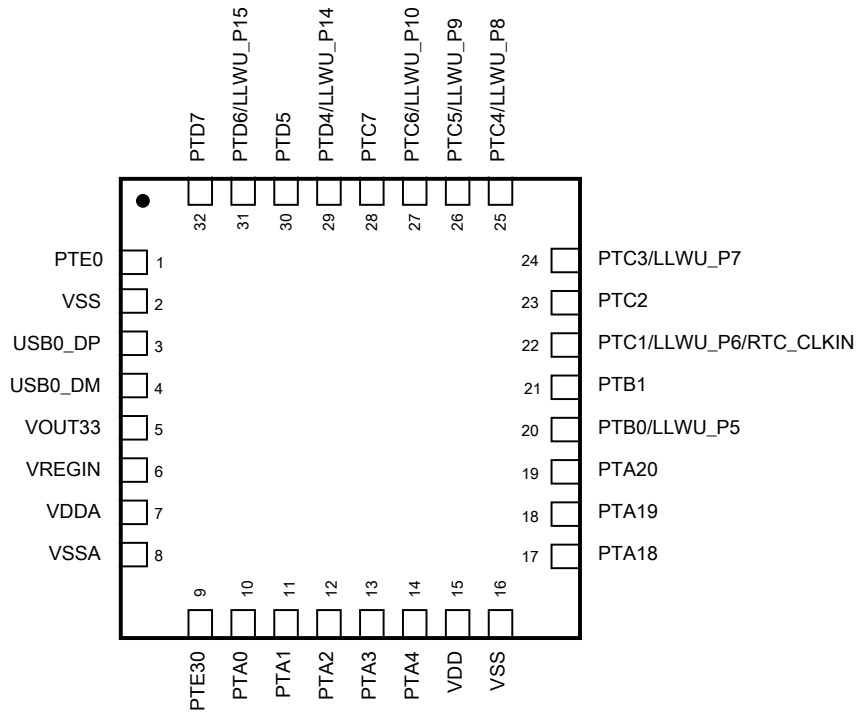 PTD7
PTD6/LLWU_P15
PTD5
PTD4/LLWU_P14
PTC7
PTC6/LLWU_P10
PTC5/LLWU_P9
PTC4/LLWU_P8
32
31
30
29
28
27
26
25
PTE0 1
VSS 2
USB0_DP 3
USB0_DM 4
VOUT33 5
VREGIN 6
VDDA 7
VSSA 8
24 PTC3/LLWU_P7
23 PTC2
22 PTC1/LLWU_P6/RTC_CLKIN
21 PTB1
20 PTB0/LLWU_P5
19 PTA20
18 PTA19
17 PTA18
9
10
11
12
13
14
15
16
PTE30
PTA0
PTA1
PTA2
PTA3
PTA4
VDD
VSS